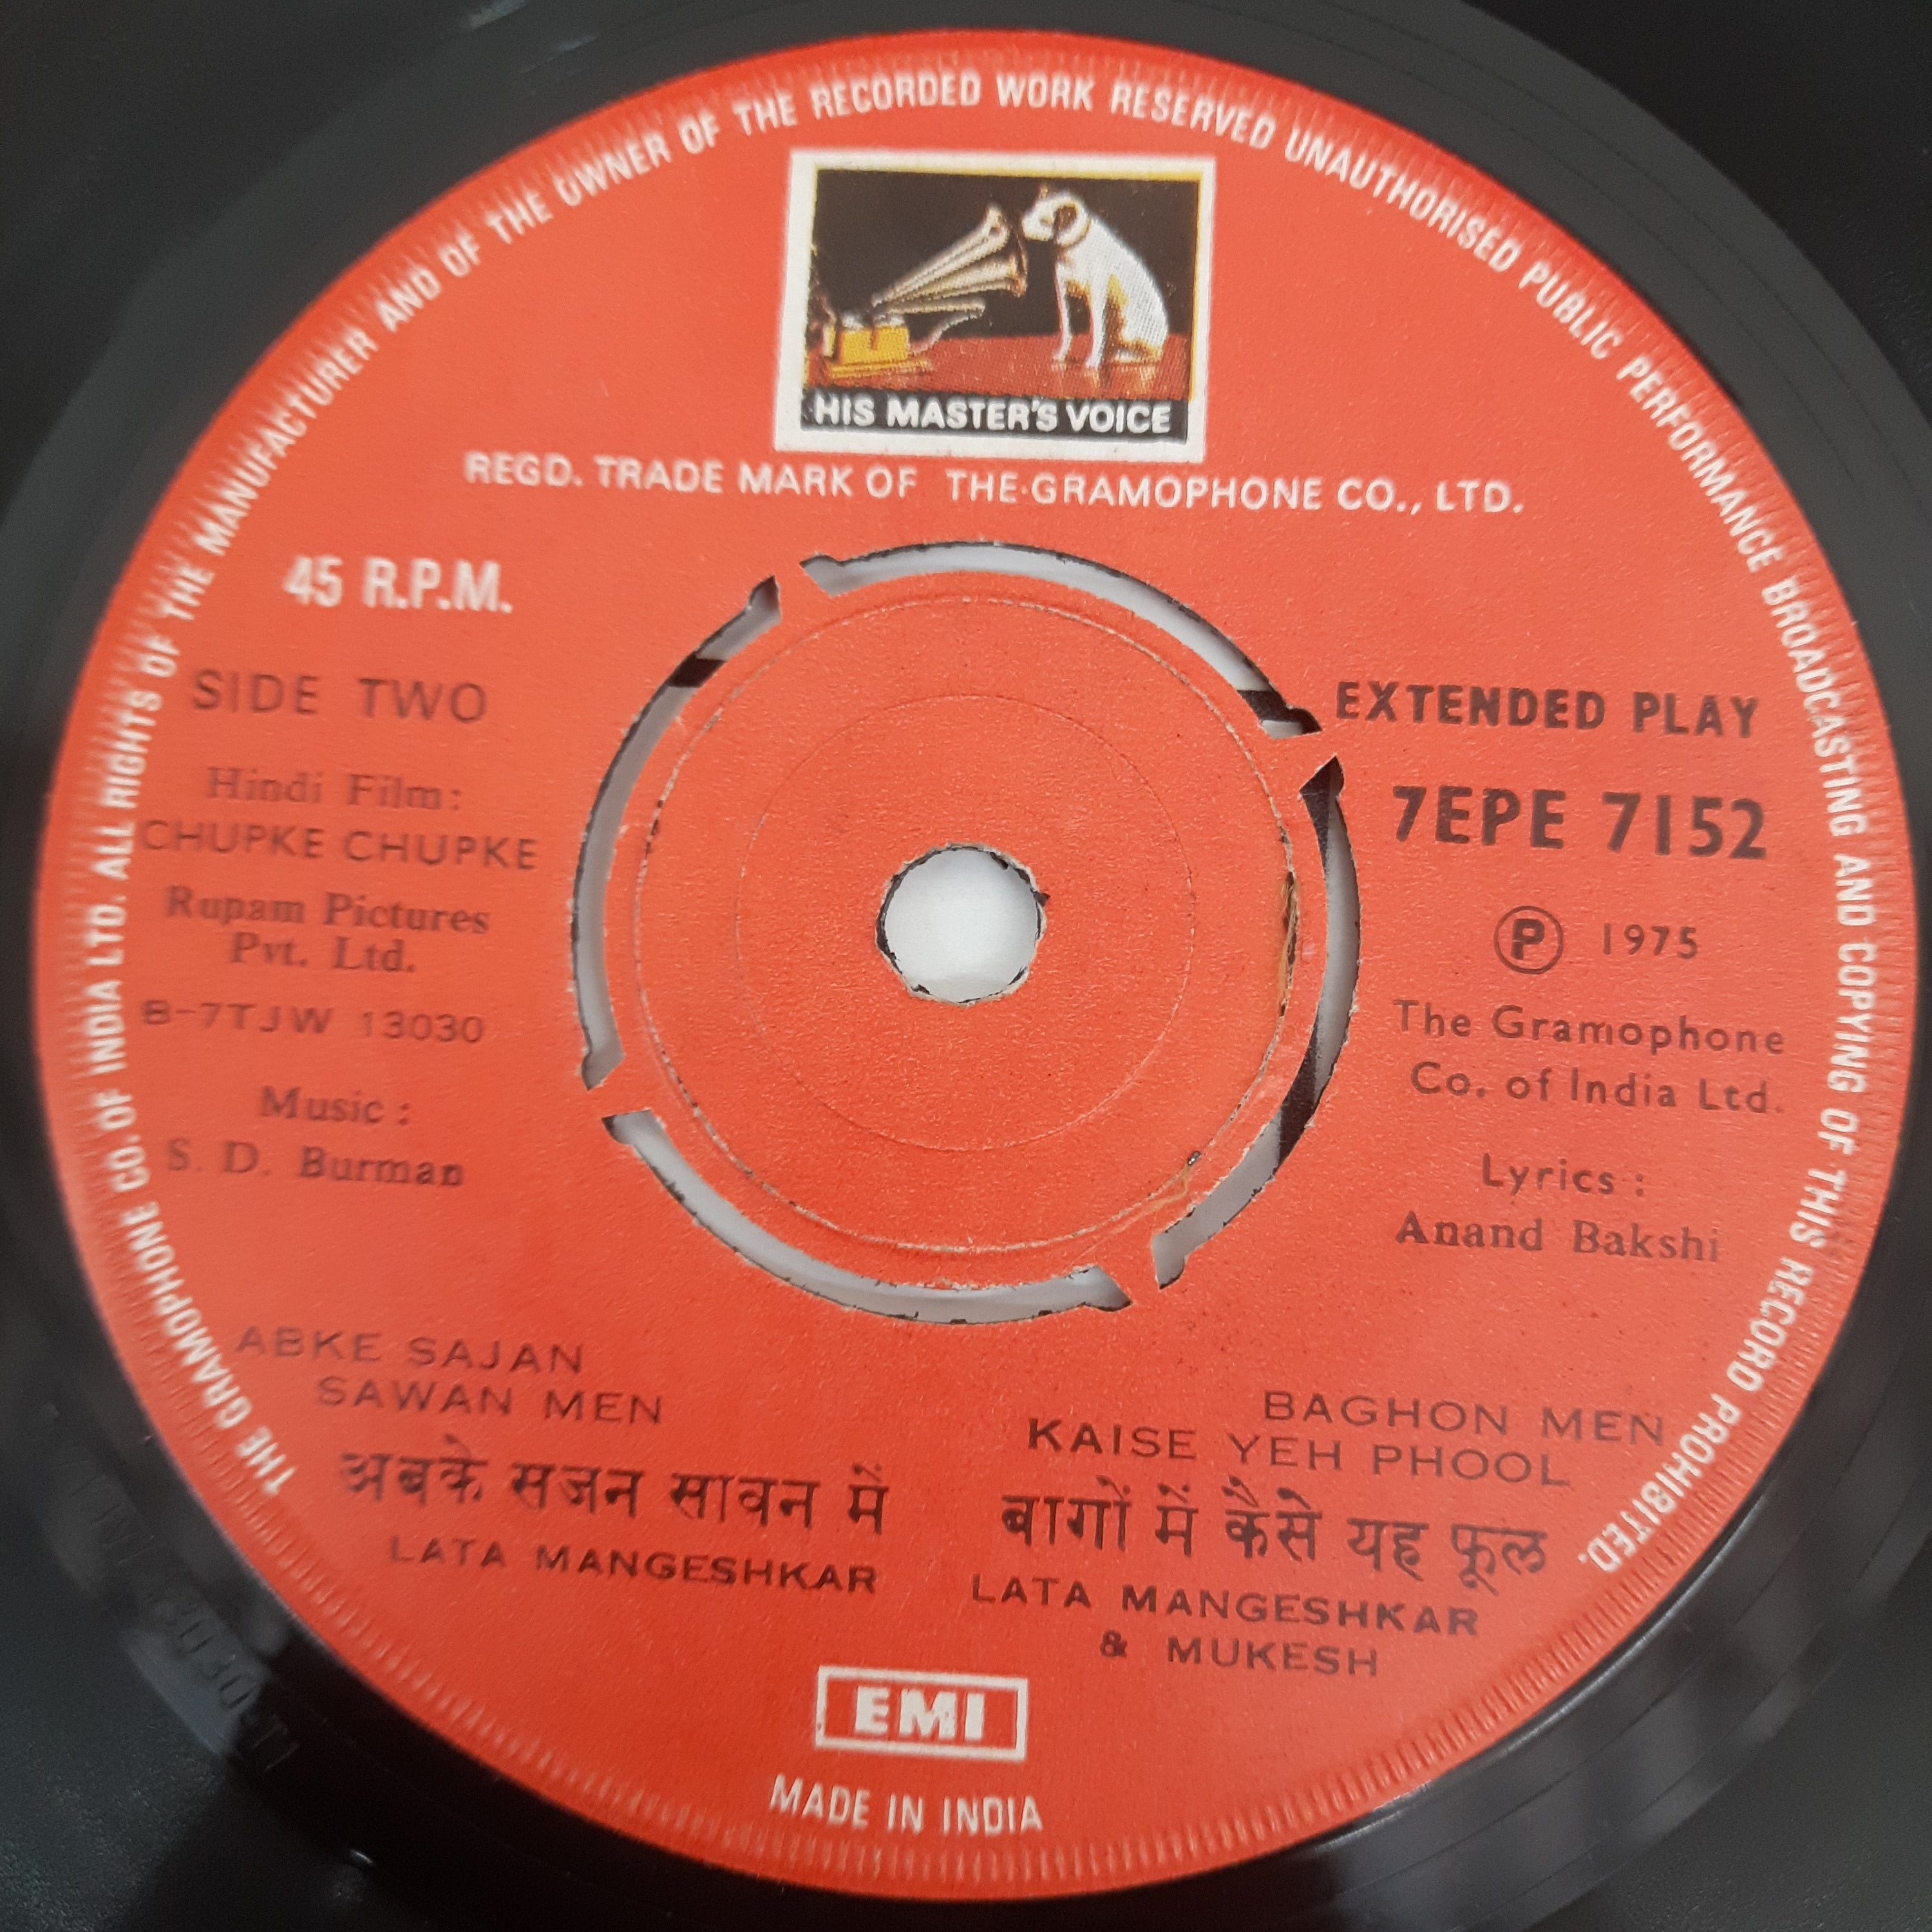 THE GRAMOPHONE CO. OF INDIA LTD. ALL RIGHTS OF THE MANUFACTURER AND OF THE OWNER OF THE RECORDED WORK RESERVED UNAUTHORISED PUBLIC PERFORMANCE BROADCASTING AND COPYING OF THIS RECORD PROHIBITED.
HIS MASTER'S VOICE
REGD. TRADE MARK OF THE·GRAMOPHONE CO., LTD.
45 R.P.M.
SIDE TWO
Hindi Film:
CHUPKE CHUPKE
Rupam Pictures
Pvt. Ltd.
B-7TJW 13030
Music:
S. D. Burman
EXTENDED PLAY
7EPE 7152
Ⓟ 1975
The Gramophone
Co. of India Ltd.
Lyrics:
Anand Bakshi
ABKE SAJAN
SAWAN MEN
अबके सजन सावन में
LATA MANGESHKAR
BAGHON MEN
KAISE YEH PHOOL
बागों में कैसे यह फूल
LATA MANGESHKAR
& MUKESH
EMI
MADE IN INDIA